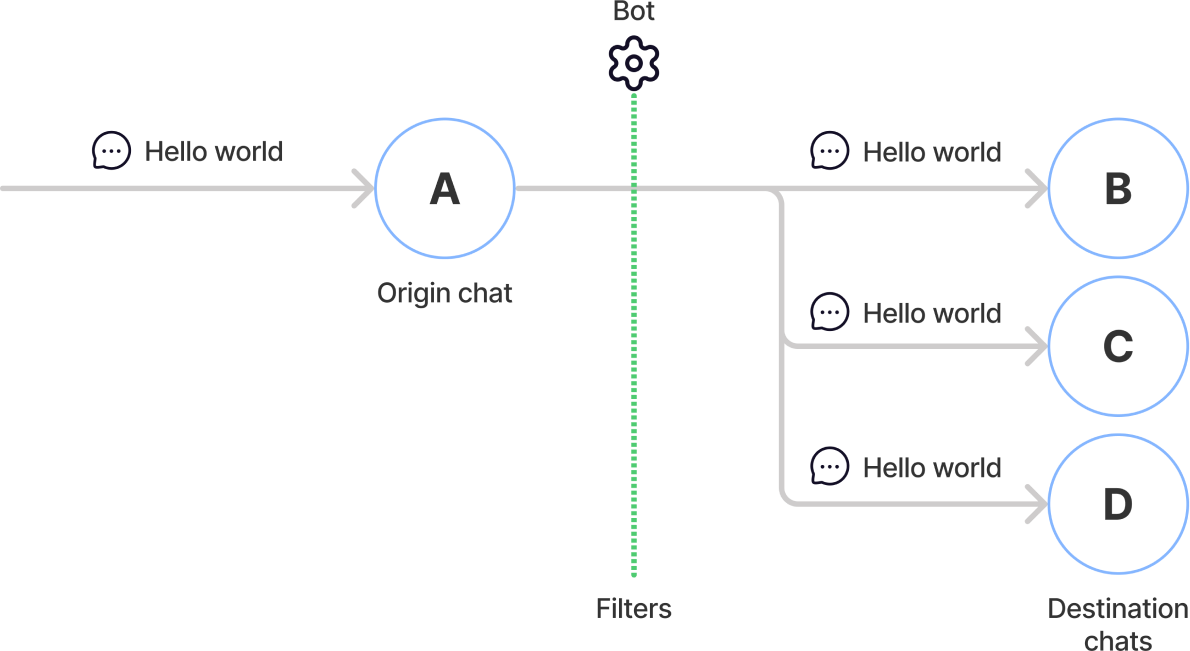 Bot
Hello world
A
Origin chat
Hello world
B
Hello world
C
Hello world
D
Filters
Destination
chats